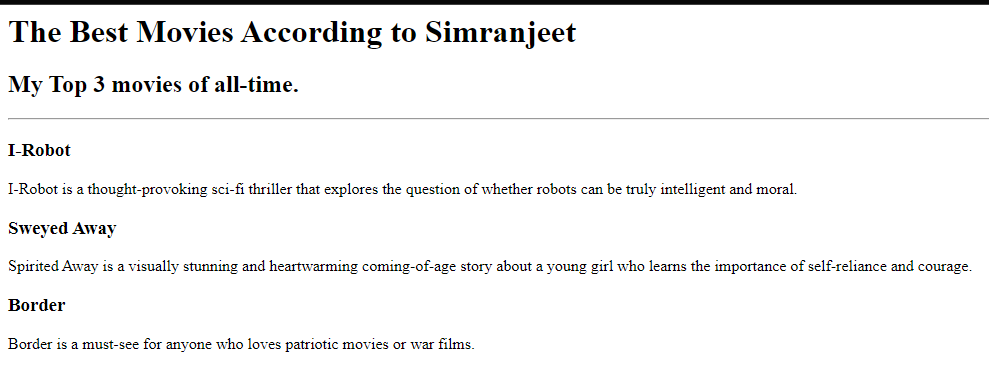 The Best Movies According to Simranjeet
My Top 3 movies of all-time.
I-Robot
I-Robot is a thought-provoking sci-fi thriller that explores the question of whether robots can be truly intelligent and moral.
Sweyed Away
Spirited Away is a visually stunning and heartwarming coming-of-age story about a young girl who learns the importance of self-reliance and courage.
Border
Border is a must-see for anyone who loves patriotic movies or war films.